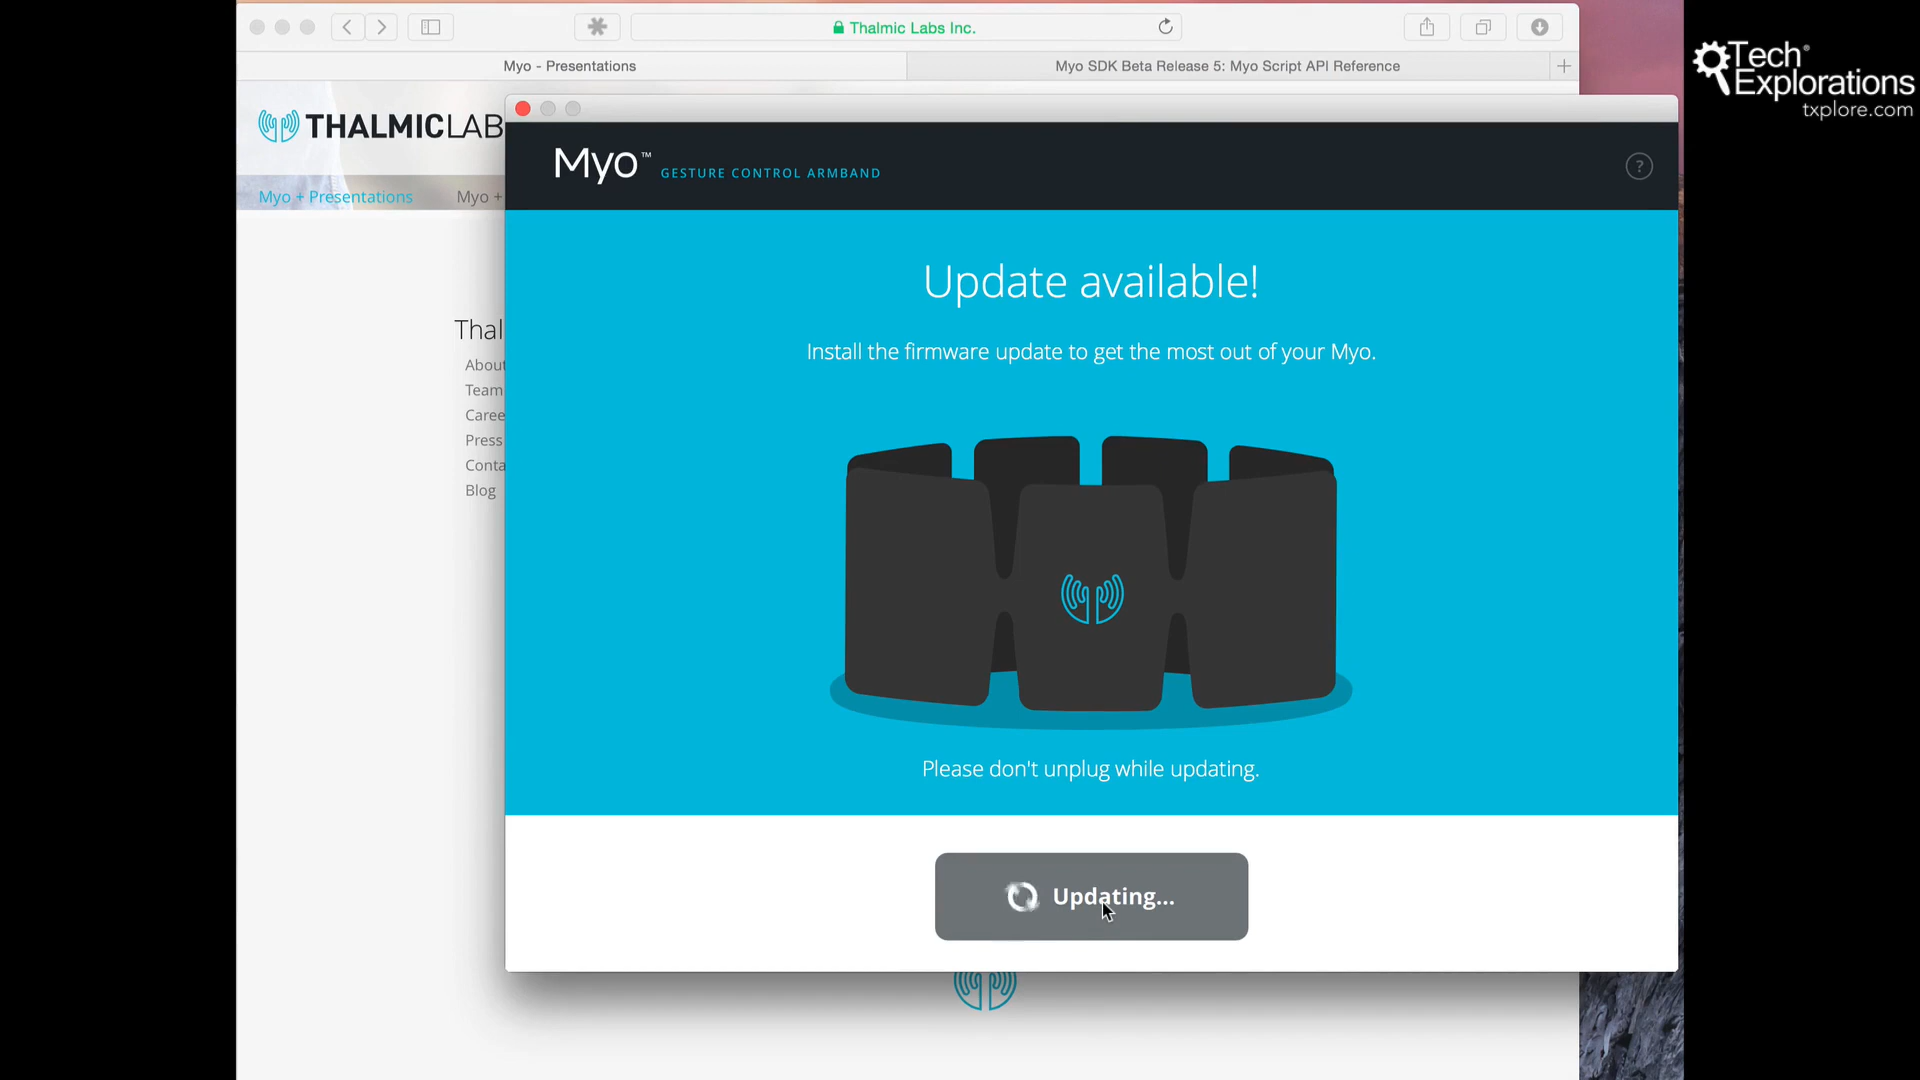 Thalmic Labs Inc.
Myo - Presentations
Myo SDK Beta Release 5: Myo Script API Reference
Tech®
Explorations
txplore.com
THALMICLAB
Myo + Presentations
Myo +
Myo™ GESTURE CONTROL ARMBAND
?
Update available!
Install the firmware update to get the most out of your Myo.
Thal
About
Team
Caree
Press
Conta
Blog
Please don't unplug while updating.
Updating...